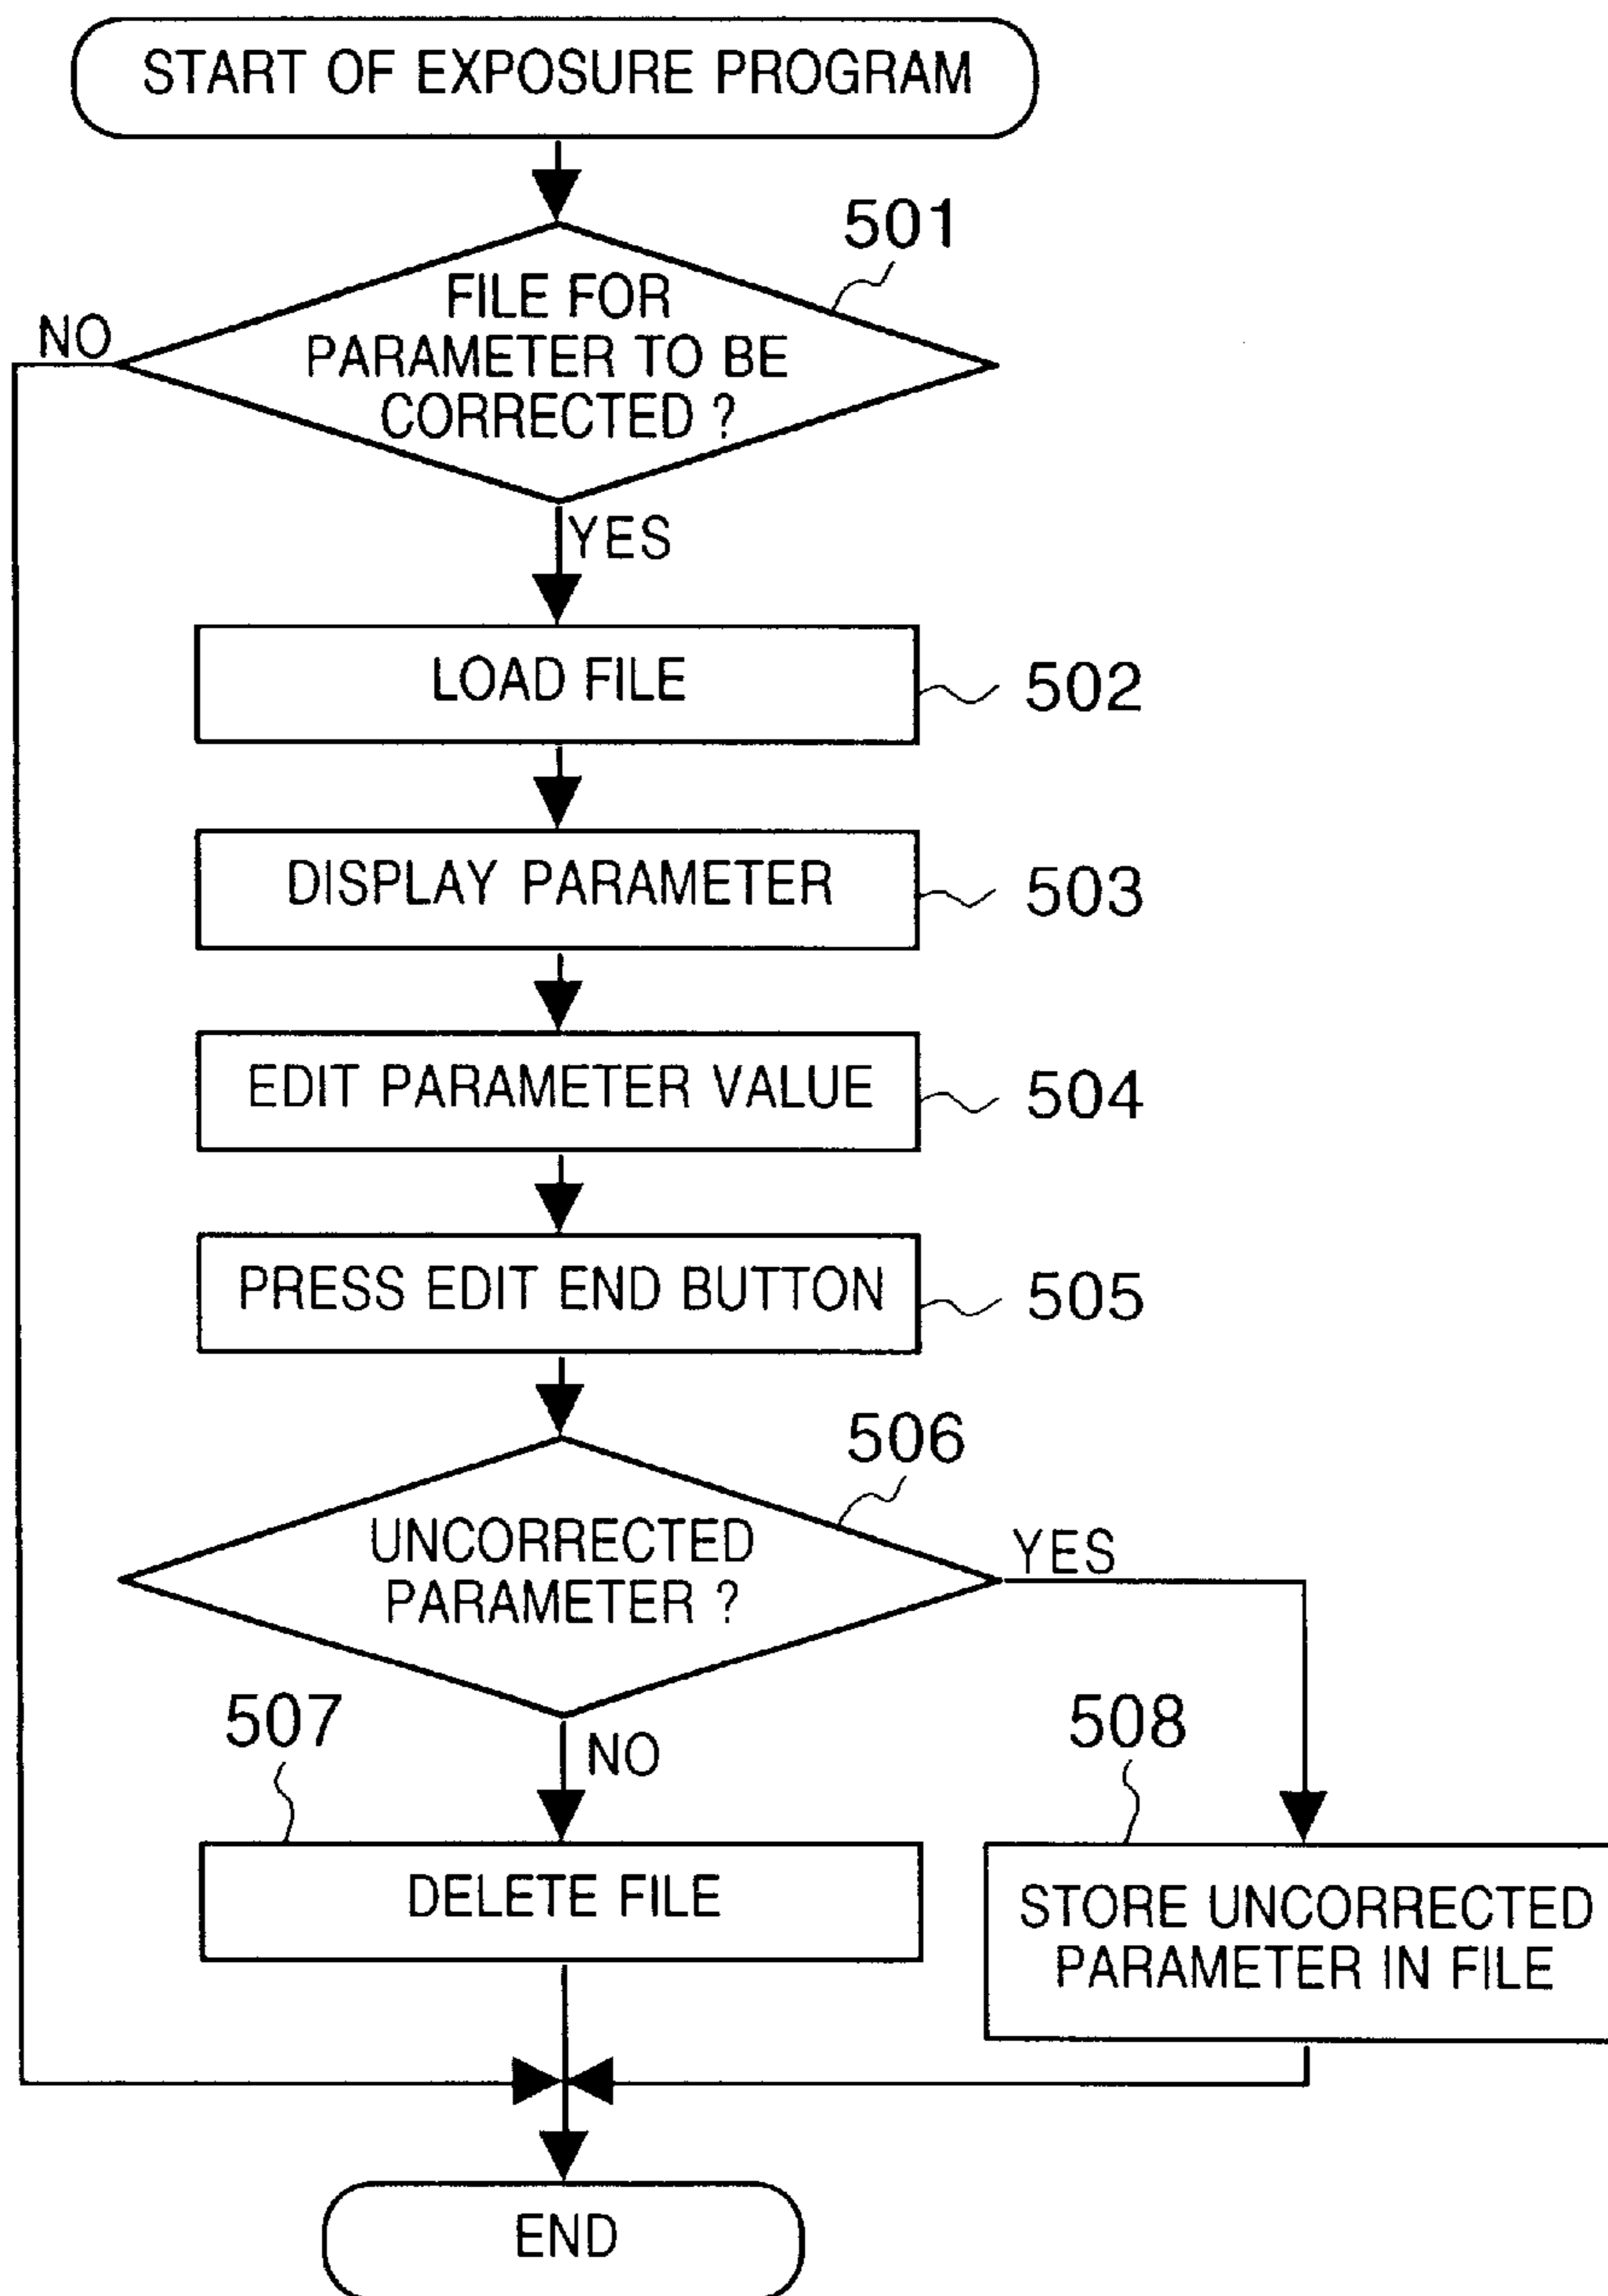 START OF EXPOSURE PROGRAM
501
FILE FOR
PARAMETER TO BE
CORRECTED ?
NO
YES
LOAD FILE
502
DISPLAY PARAMETER
503
EDIT PARAMETER VALUE
504
PRESS EDIT END BUTTON
505
506
UNCORRECTED
PARAMETER ?
YES
NO
507
DELETE FILE
508
STORE UNCORRECTED
PARAMETER IN FILE
END